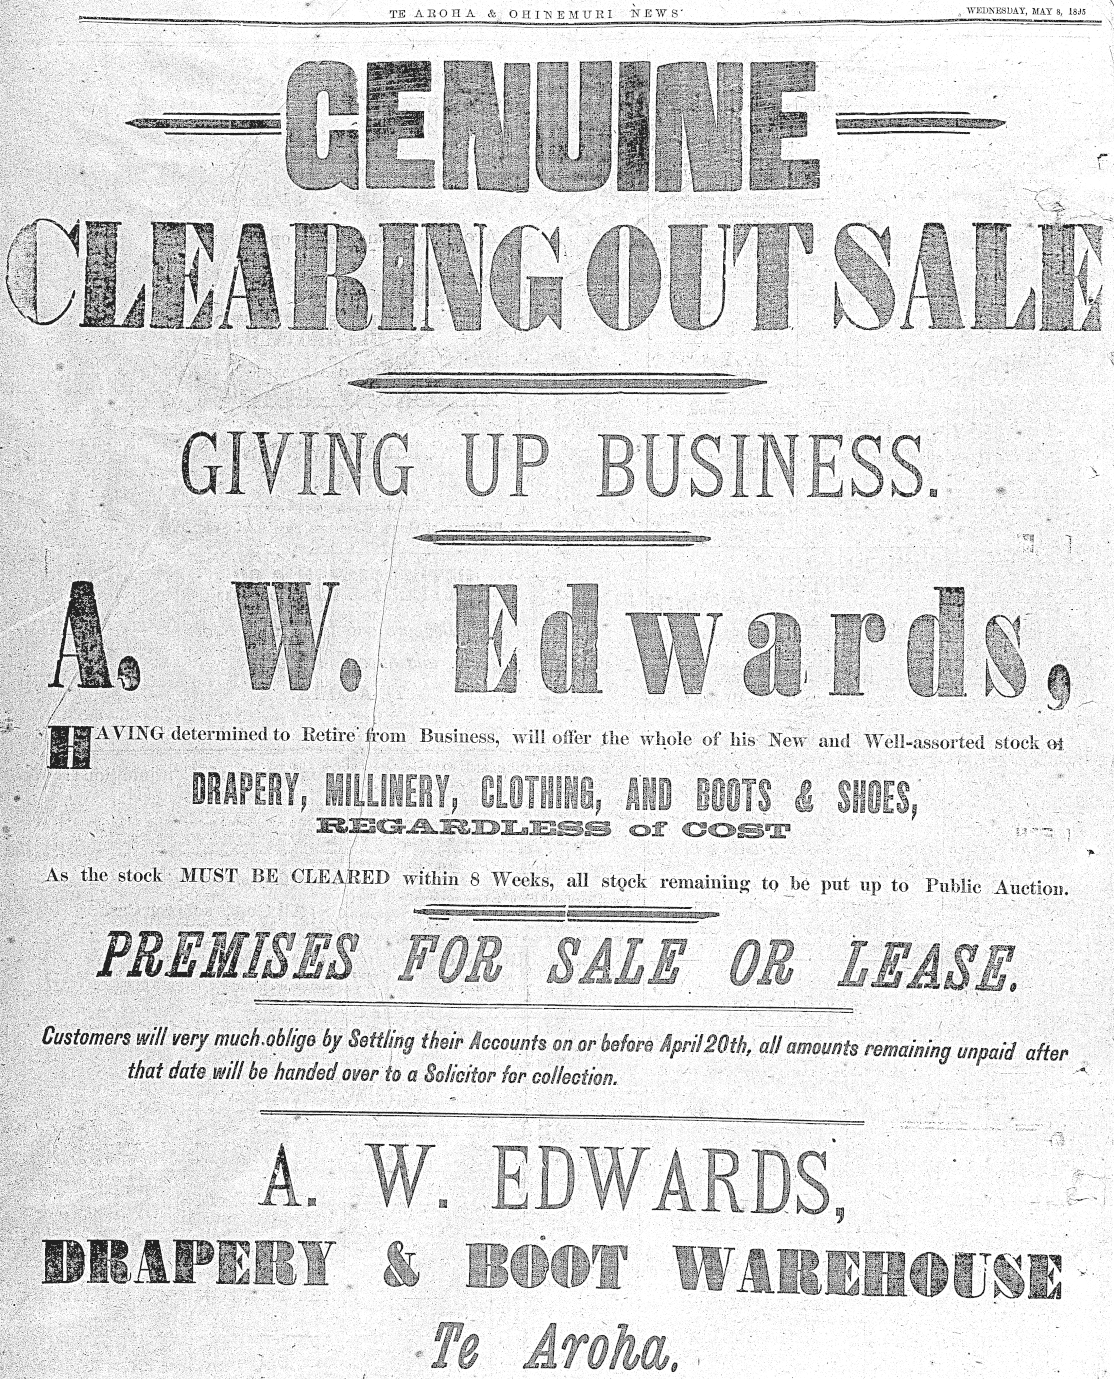 TE AROHA & OHINEMURI NEWS
WEDNESDAY, MAY 8, 1895
GENUINE
CLEARING OUT SALE
GIVING UP BUSINESS.
A. W. Edwards,
HAVING determined to Retire from Business, will offer the whole of his New and Well-assorted stock of
DRAPERY, MILLINERY, CLOTHING, AND BOOTS & SHOES,
REGARDLESS of COST
As the stock MUST BE CLEARED within 8 Weeks, all stock remaining to be put up to Public Auction.
PREMISES FOR SALE OR LEASE.
Customers will very much oblige by Settling their Accounts on or before April 20th, all amounts remaining unpaid after
that date will be handed over to a Solicitor for collection.
A. W. EDWARDS,
DRAPERY & BOOT WAREHOUSE
Te Aroha.